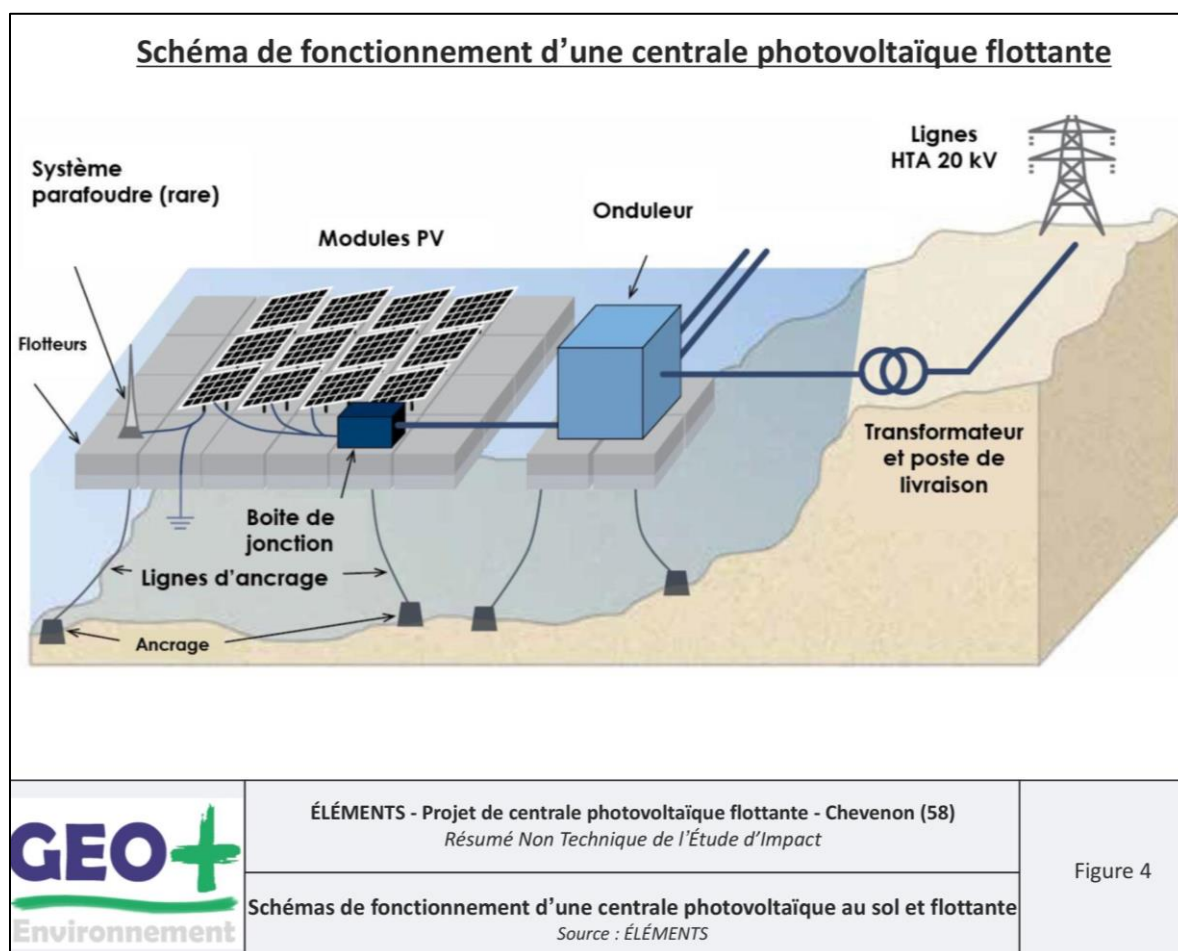 Schéma de fonctionnement d’une centrale photovoltaïque flottante
Système
parafoudre (rare)
Modules PV
Onduleur
Lignes
HTA 20 kV
Flotteurs
Transformateur
et poste de
livraison
Boite de
jonction
Lignes d’ancrage
Ancrage
GEO+
Environnement
ÉLÉMENTS - Projet de centrale photovoltaïque flottante - Chevenon (58)
Résumé Non Technique de l’Étude d’Impact
Schémas de fonctionnement d’une centrale photovoltaïque au sol et flottante
Source : ÉLÉMENTS
Figure 4